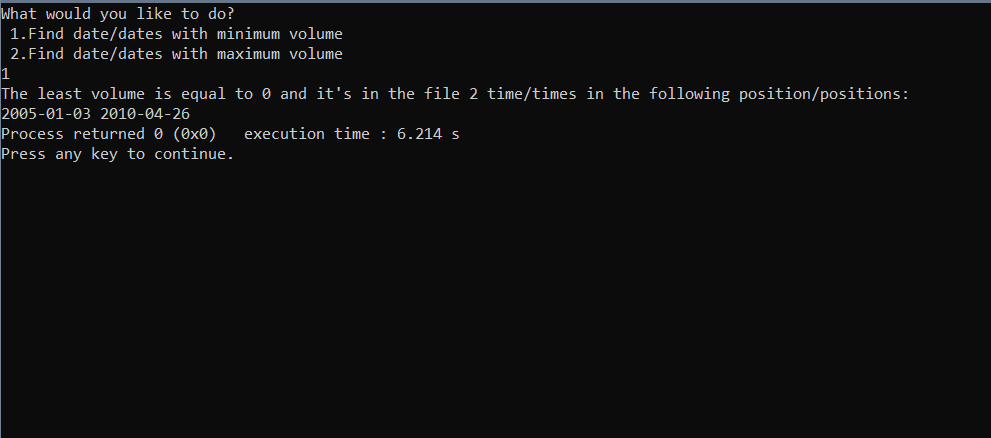 What would you like to do?
 1.Find date/dates with minimum volume
 2.Find date/dates with maximum volume
1
The least volume is equal to 0 and it's in the file 2 time/times in the following position/positions:
2005-01-03 2010-04-26
Process returned 0 (0x0)   execution time : 6.214 s
Press any key to continue.